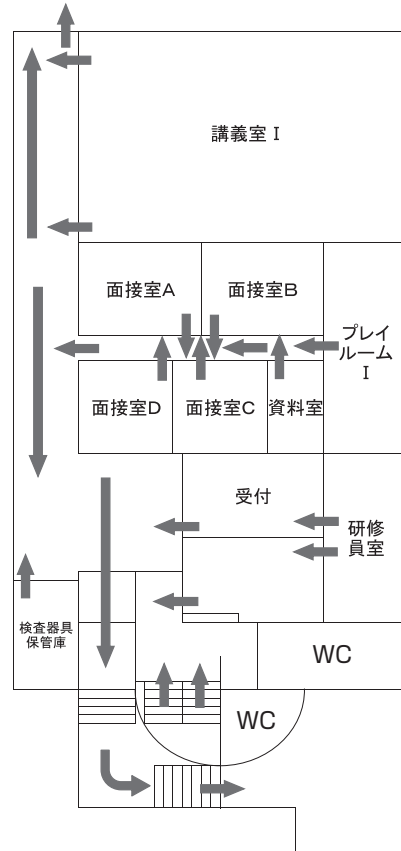 講義室Ⅰ
面接室A
面接室B
プレイ
ルーム
Ⅰ
面接室D
面接室C
資料室
受付
研修
員室
検査器具
保管庫
WC
WC